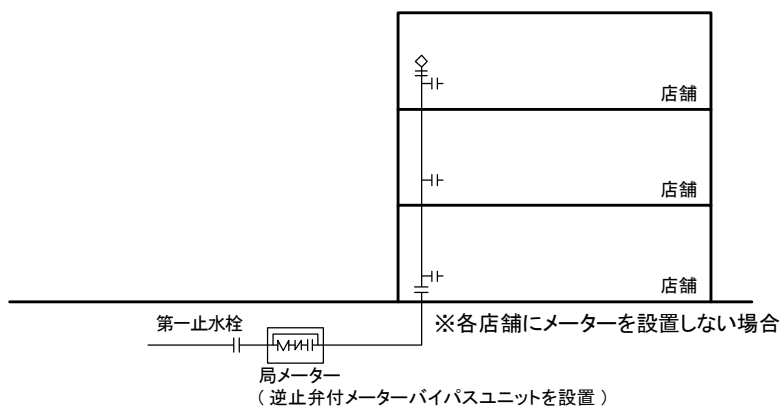 店舗
店舗
店舗
※各店舗にメーターを設置しない場合
第一止水栓
M
局メーター
( 逆止弁付メーターバイパスユニットを設置 )